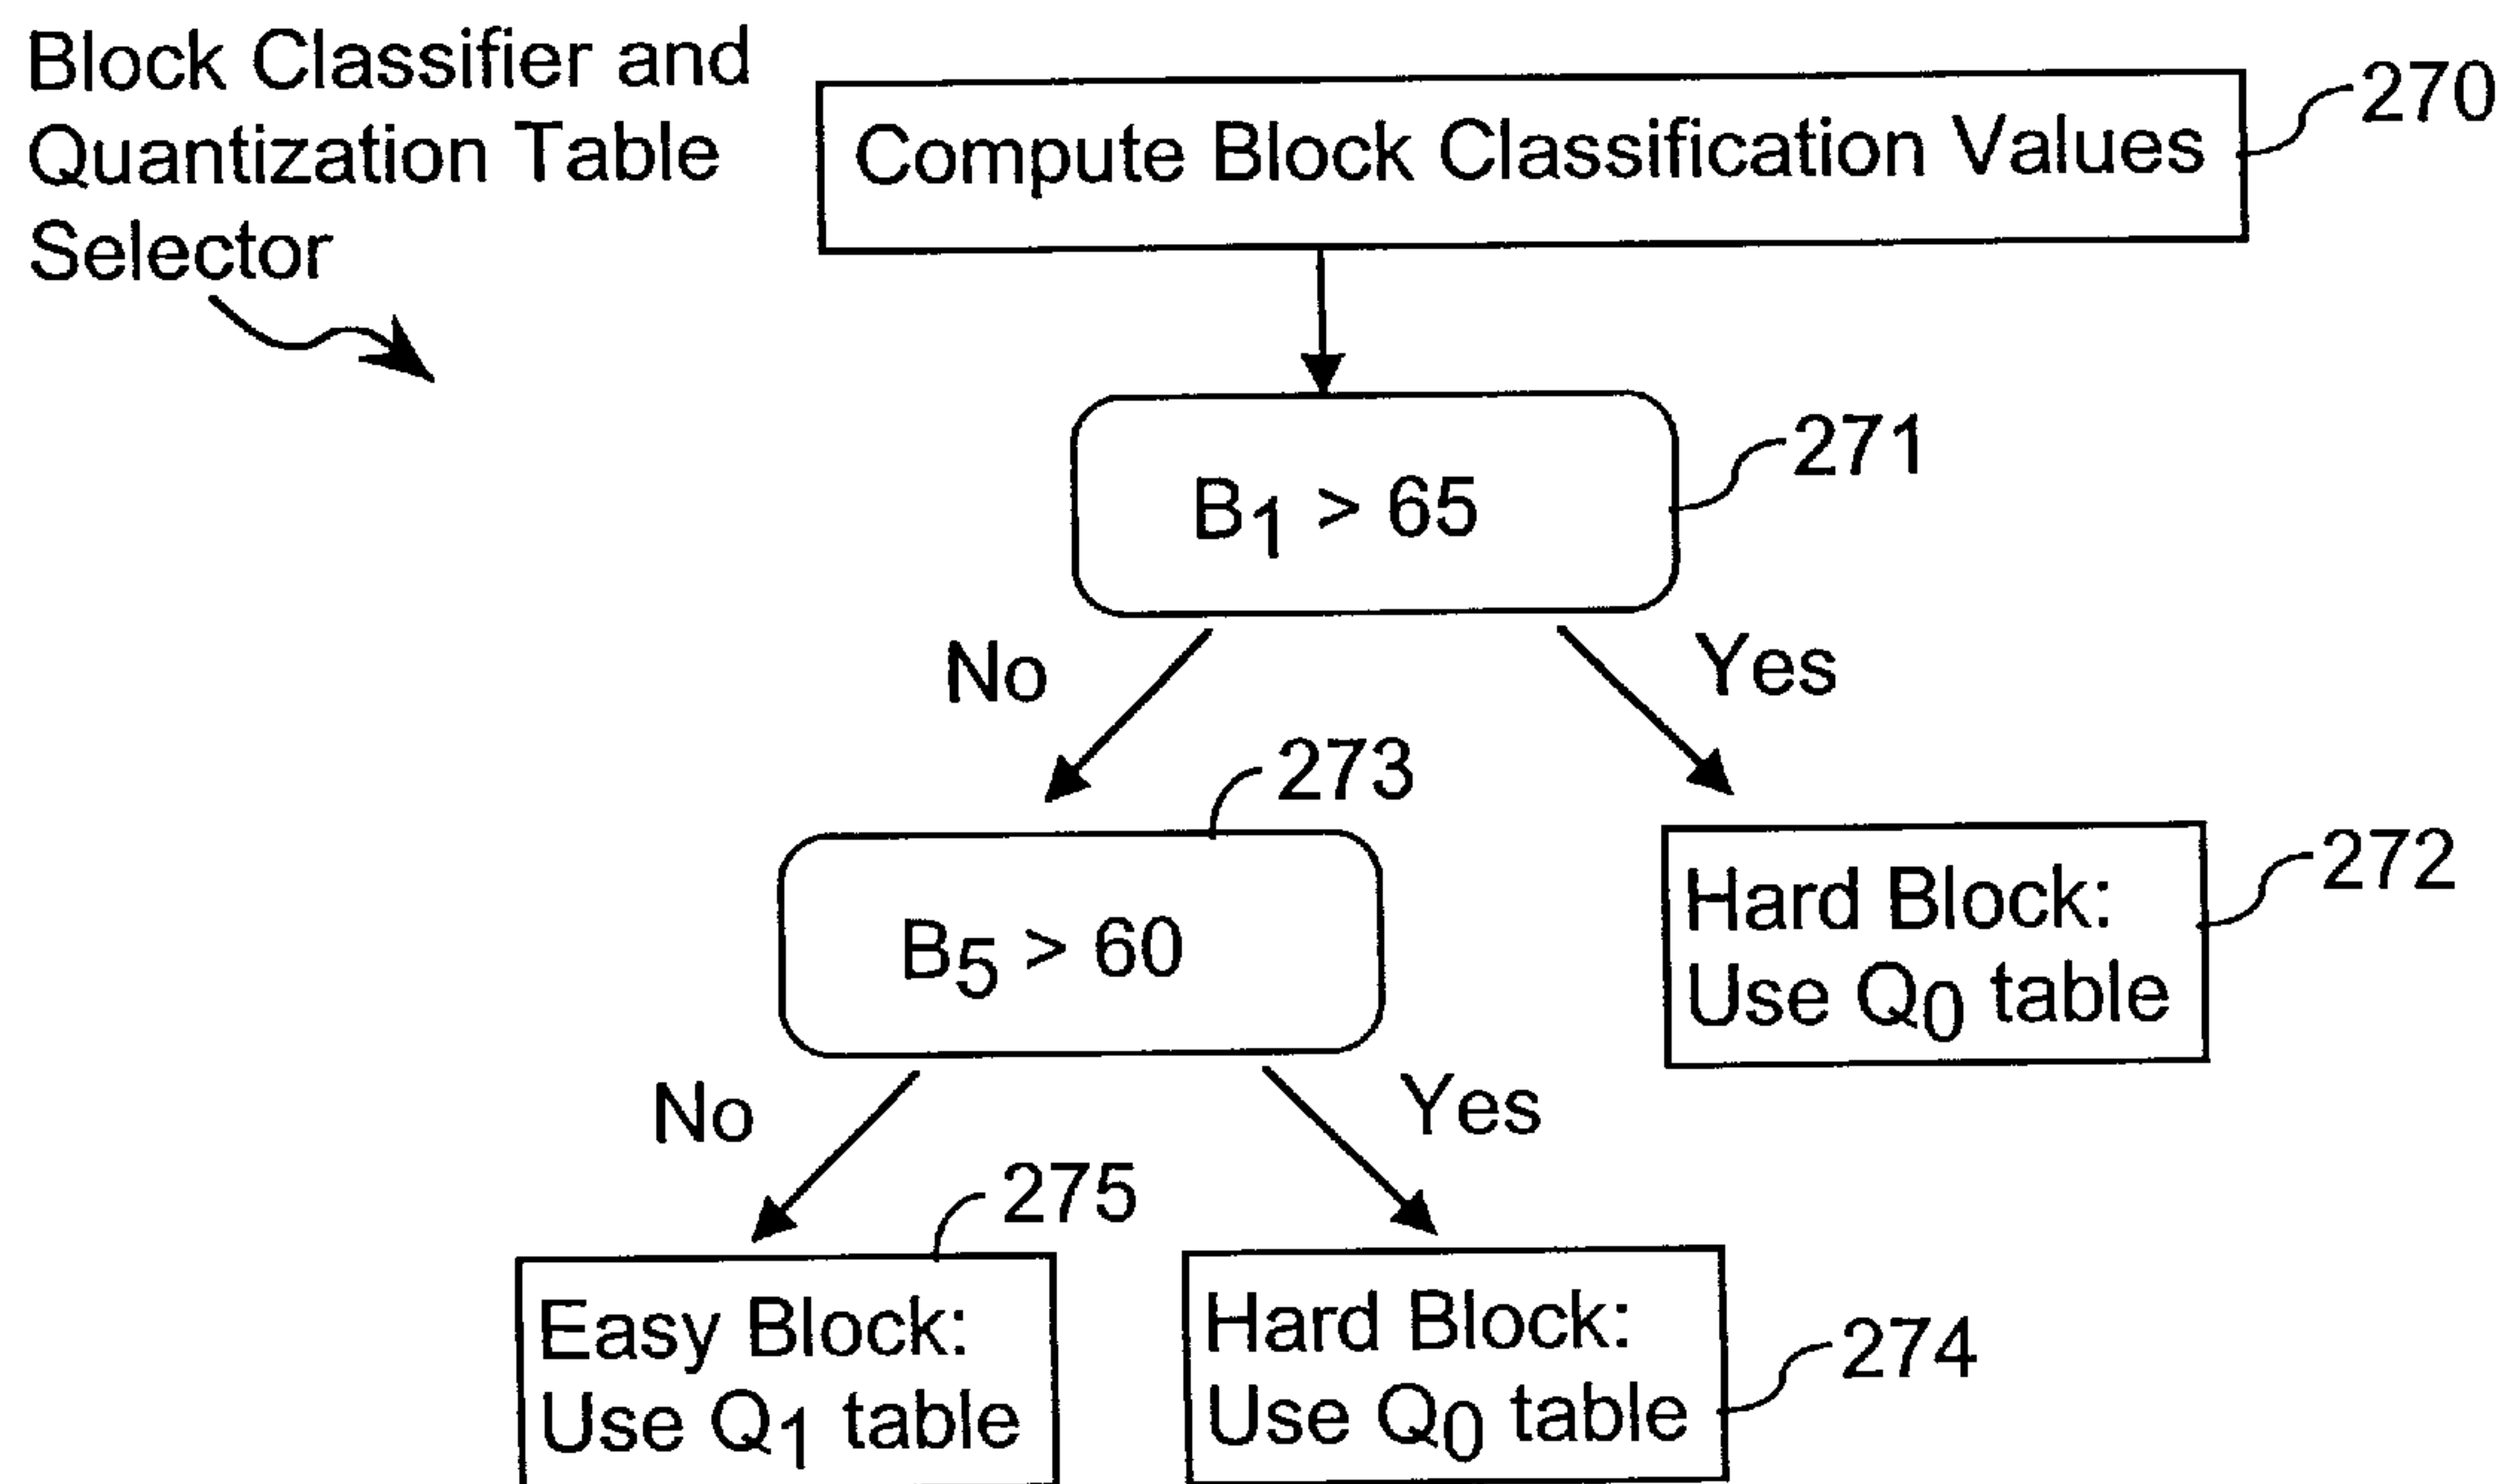 Block Classifier and
Quantization Table
Selector
Compute Block Classification Values
270
B1 > 65
271
No
Yes
273
B5 > 60
Hard Block:
Use Q0 table
272
No
Yes
275
Easy Block:
Use Q1 table
Hard Block:
Use Q0 table
274